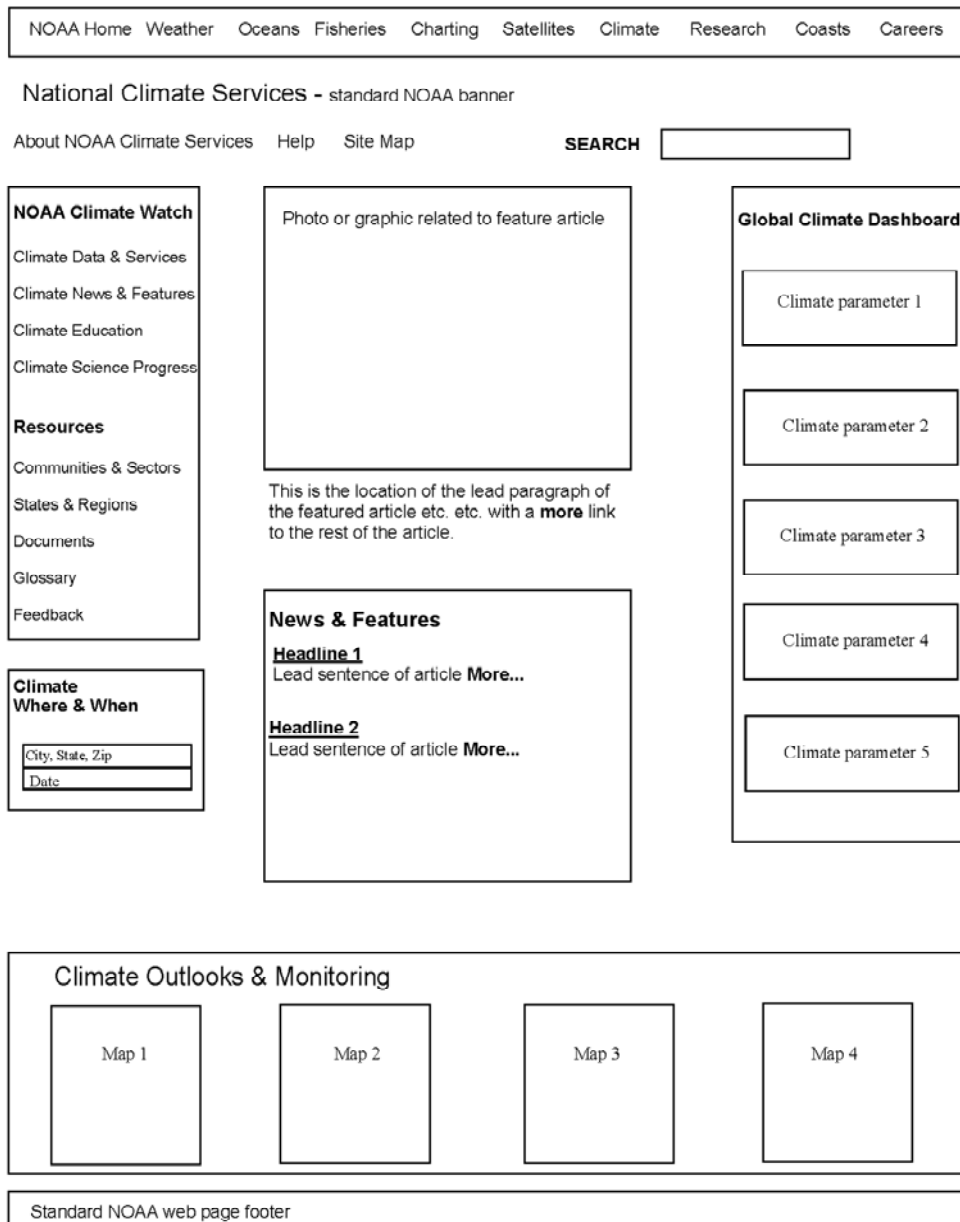 NOAA Home Weather Oceans Fisheries Charting Satellites Climate Research Coasts Careers
National Climate Services - standard NOAA banner
About NOAA Climate Services Help Site Map SEARCH
NOAA Climate Watch
Climate Data & Services
Climate News & Features
Climate Education
Climate Science Progress
Resources
Communities & Sectors
States & Regions
Documents
Glossary
Feedback
Climate
Where & When
City, State, Zip
Date
Photo or graphic related to feature article
This is the location of the lead paragraph of
the featured article etc. etc. with a more link
to the rest of the article.
News & Features
Headline 1
Lead sentence of article More...
Headline 2
Lead sentence of article More...
Global Climate Dashboard
Climate parameter 1
Climate parameter 2
Climate parameter 3
Climate parameter 4
Climate parameter 5
Climate Outlooks & Monitoring
Map 1 Map 2 Map 3 Map 4
Standard NOAA web page footer